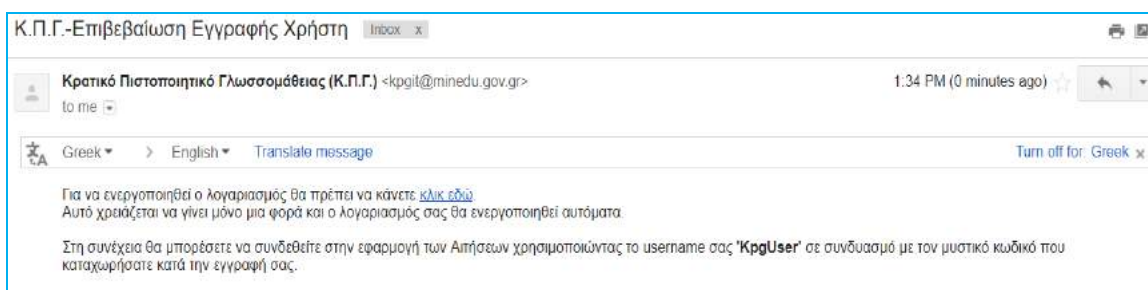 Κ.Π.Γ.-Επιβεβαίωση Εγγραφής Χρήστη Inbox x
Κρατικό Πιστοποιητικό Γλωσσομάθειας (Κ.Π.Γ.) <kpgit@minedu.gov.gr> 1:34 PM (0 minutes ago)
to me
Greek > English Translate message Turn off for: Greek x
Για να ενεργοποιηθεί ο λογαριασμός θα πρέπει να κάνετε κλικ εδώ
Αυτό χρειάζεται να γίνει μόνο μια φορά και ο λογαριασμός σας θα ενεργοποιηθεί αυτόματα.
Στη συνέχεια θα μπορέσετε να συνδεθείτε στην εφαρμογή των Αιτήσεων χρησιμοποιώντας το username σας 'KpgUser' σε συνδυασμό με τον μυστικό κωδικό που
καταχωρήσατε κατά την εγγραφή σας.